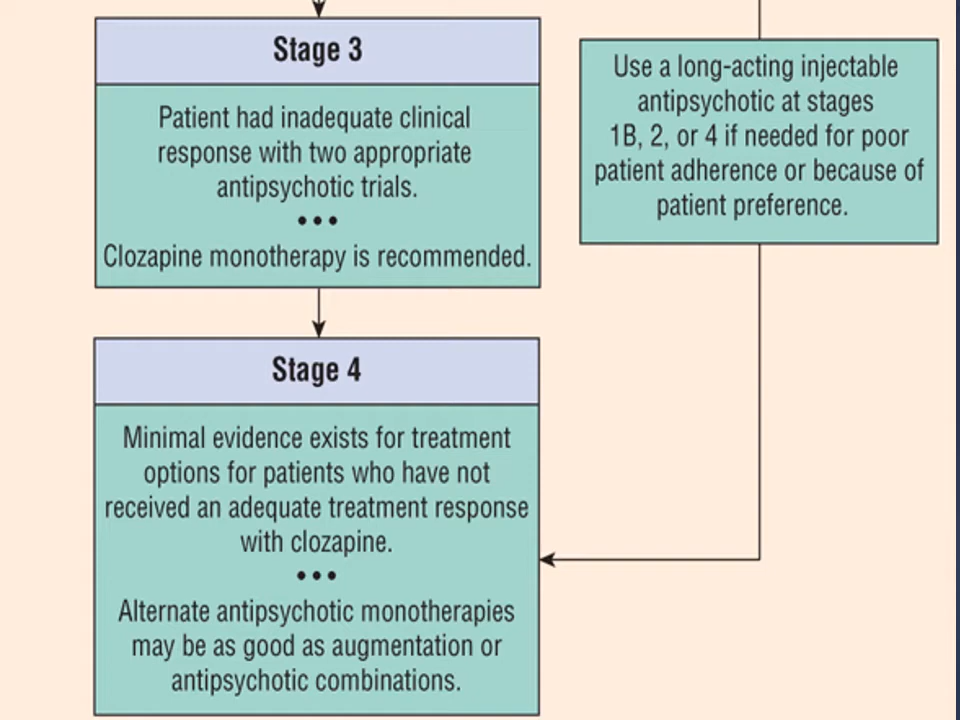 Stage 3
Patient had inadequate clinical
response with two appropriate
antipsychotic trials.
•••
Clozapine monotherapy is recommended.
Use a long-acting injectable
antipsychotic at stages
1B, 2, or 4 if needed for poor
patient adherence or because of
patient preference.
Stage 4
Minimal evidence exists for treatment
options for patients who have not
received an adequate treatment response
with clozapine.
•••
Alternate antipsychotic monotherapies
may be as good as augmentation or
antipsychotic combinations.